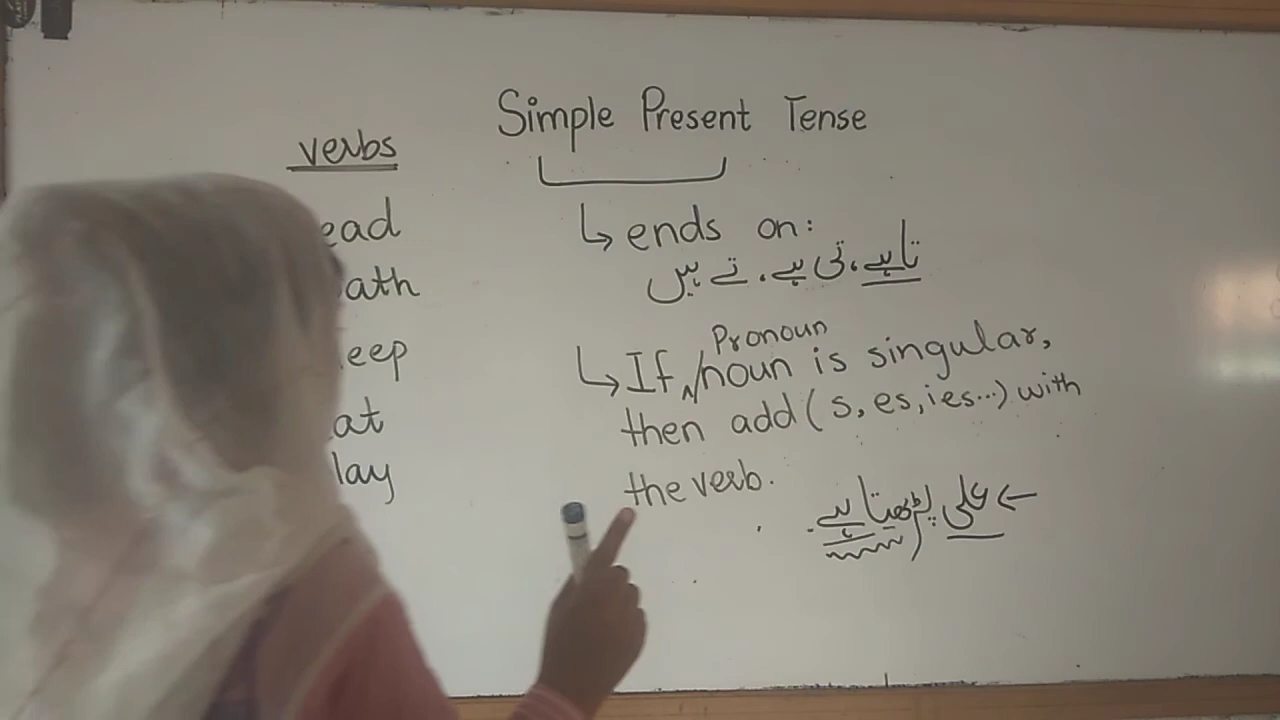 Simple Present Tense
verbs
ead
ath
eep
at
lay
↳ ends on:
تا ہے، تی ہے، تے ہیں
↳ If Pronoun/noun is singular,
then add (s, es, ies...) with
the verb.
← علی پڑھتا ہے۔